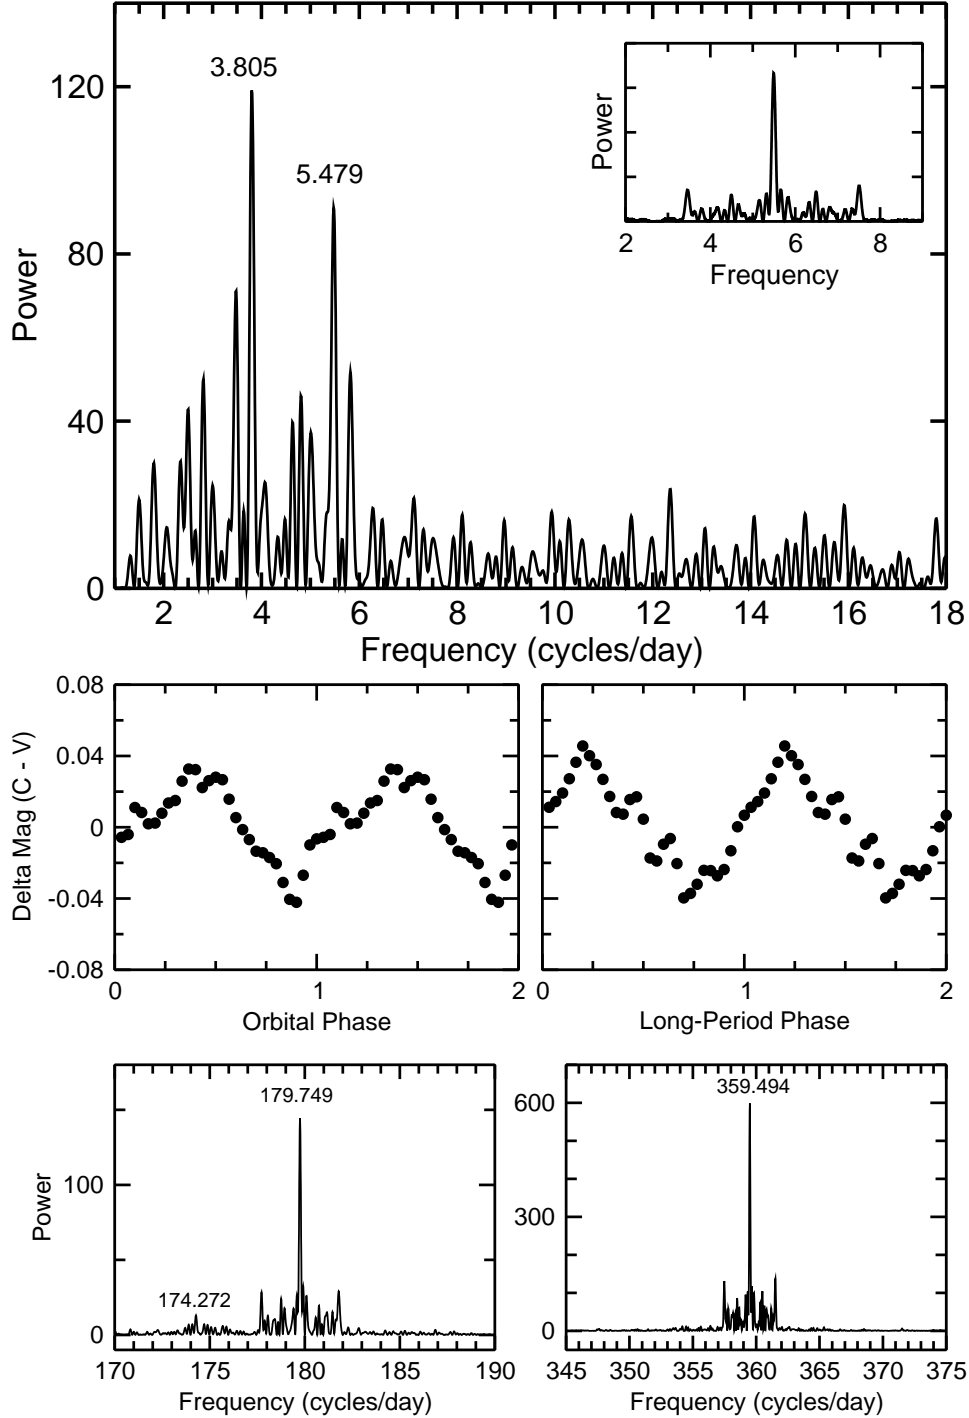 3.805
5.479
120
80
40
0
Power
2 4 6 8 10 12 14 16 18
Frequency (cycles/day)
Power
2 4 6 8
Frequency
0.08
0.04
0
-0.04
-0.08
Delta Mag (C - V)
0 1 2
Orbital Phase
0 1 2
Long-Period Phase
179.749
174.272
100
0
Power
170 175 180 185 190
Frequency (cycles/day)
359.494
600
300
0
345 350 355 360 365 370 375
Frequency (cycles/day)